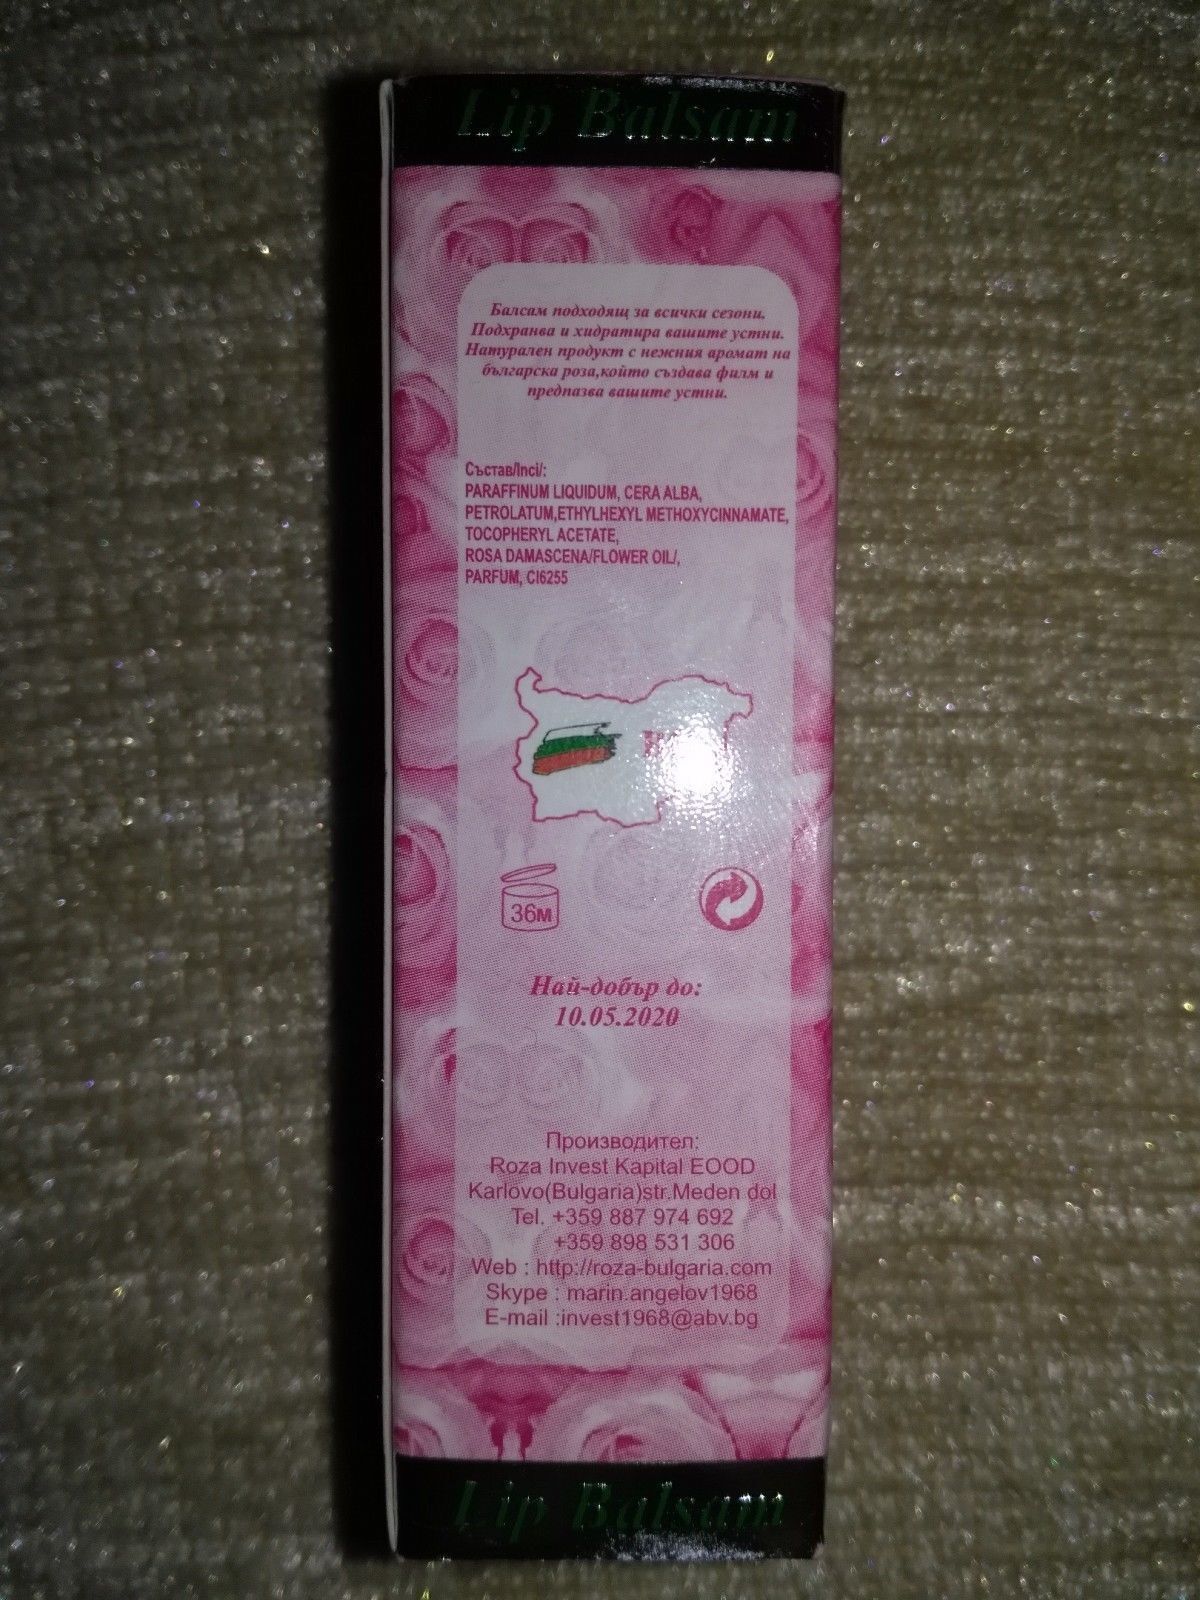 Lip Balsam
Балсам подходящ за всички сезони.
Подхранва и хидратира вашите устни.
Натурален продукт с нежния аромат на
българска роза,който създава филм и
предпазва вашите устни.
Състав/Inci/:
PARAFFINUM LIQUIDUM, CERA ALBA,
PETROLATUM,ETHYLHEXYL METHOXYCINNAMATE,
TOCOPHERYL ACETATE,
ROSA DAMASCENA/FLOWER OIL/,
PARFUM, CI6255
36м
Най-добър до:
10.05.2020
Производител:
Roza Invest Kapital EOOD
Karlovo(Bulgaria)str.Meden dol
Tel. +359 887 974 692
+359 898 531 306
Web : http://roza-bulgaria.com
Skype : marin.angelov1968
E-mail :invest1968@abv.bg
Lip Balsam